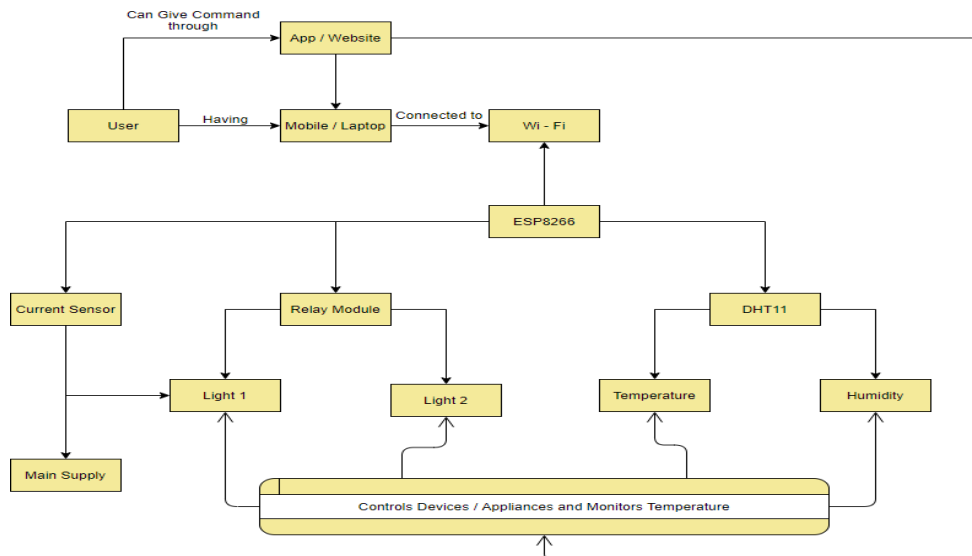 Can Give Command
through
App / Website
User
Having
Mobile / Laptop
Connected to
Wi - Fi
ESP8266
Current Sensor
Relay Module
DHT11
Light 1
Light 2
Temperature
Humidity
Main Supply
Controls Devices / Appliances and Monitors Temperature